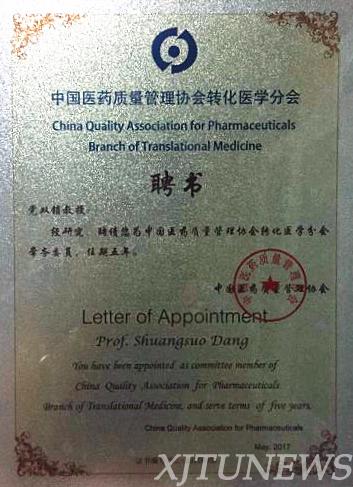 中国医药质量管理协会转化医学分会
China Quality Association for Pharmaceuticals
Branch of Translational Medicine
聘书
党双锁教授:
经研究,聘请您为中国医药质量管理协会转化医学分会
常务委员,任期五年。
中国医药质量管理协会
Letter of Appointment
Prof. Shuangsuo Dang
You have been appointed as committee member of
China Quality Association for Pharmaceuticals
Branch of Translational Medicine, and serve terms of five years.
China Quality Association for Pharmaceuticals
May, 2017
证书编
XJTUNEWS